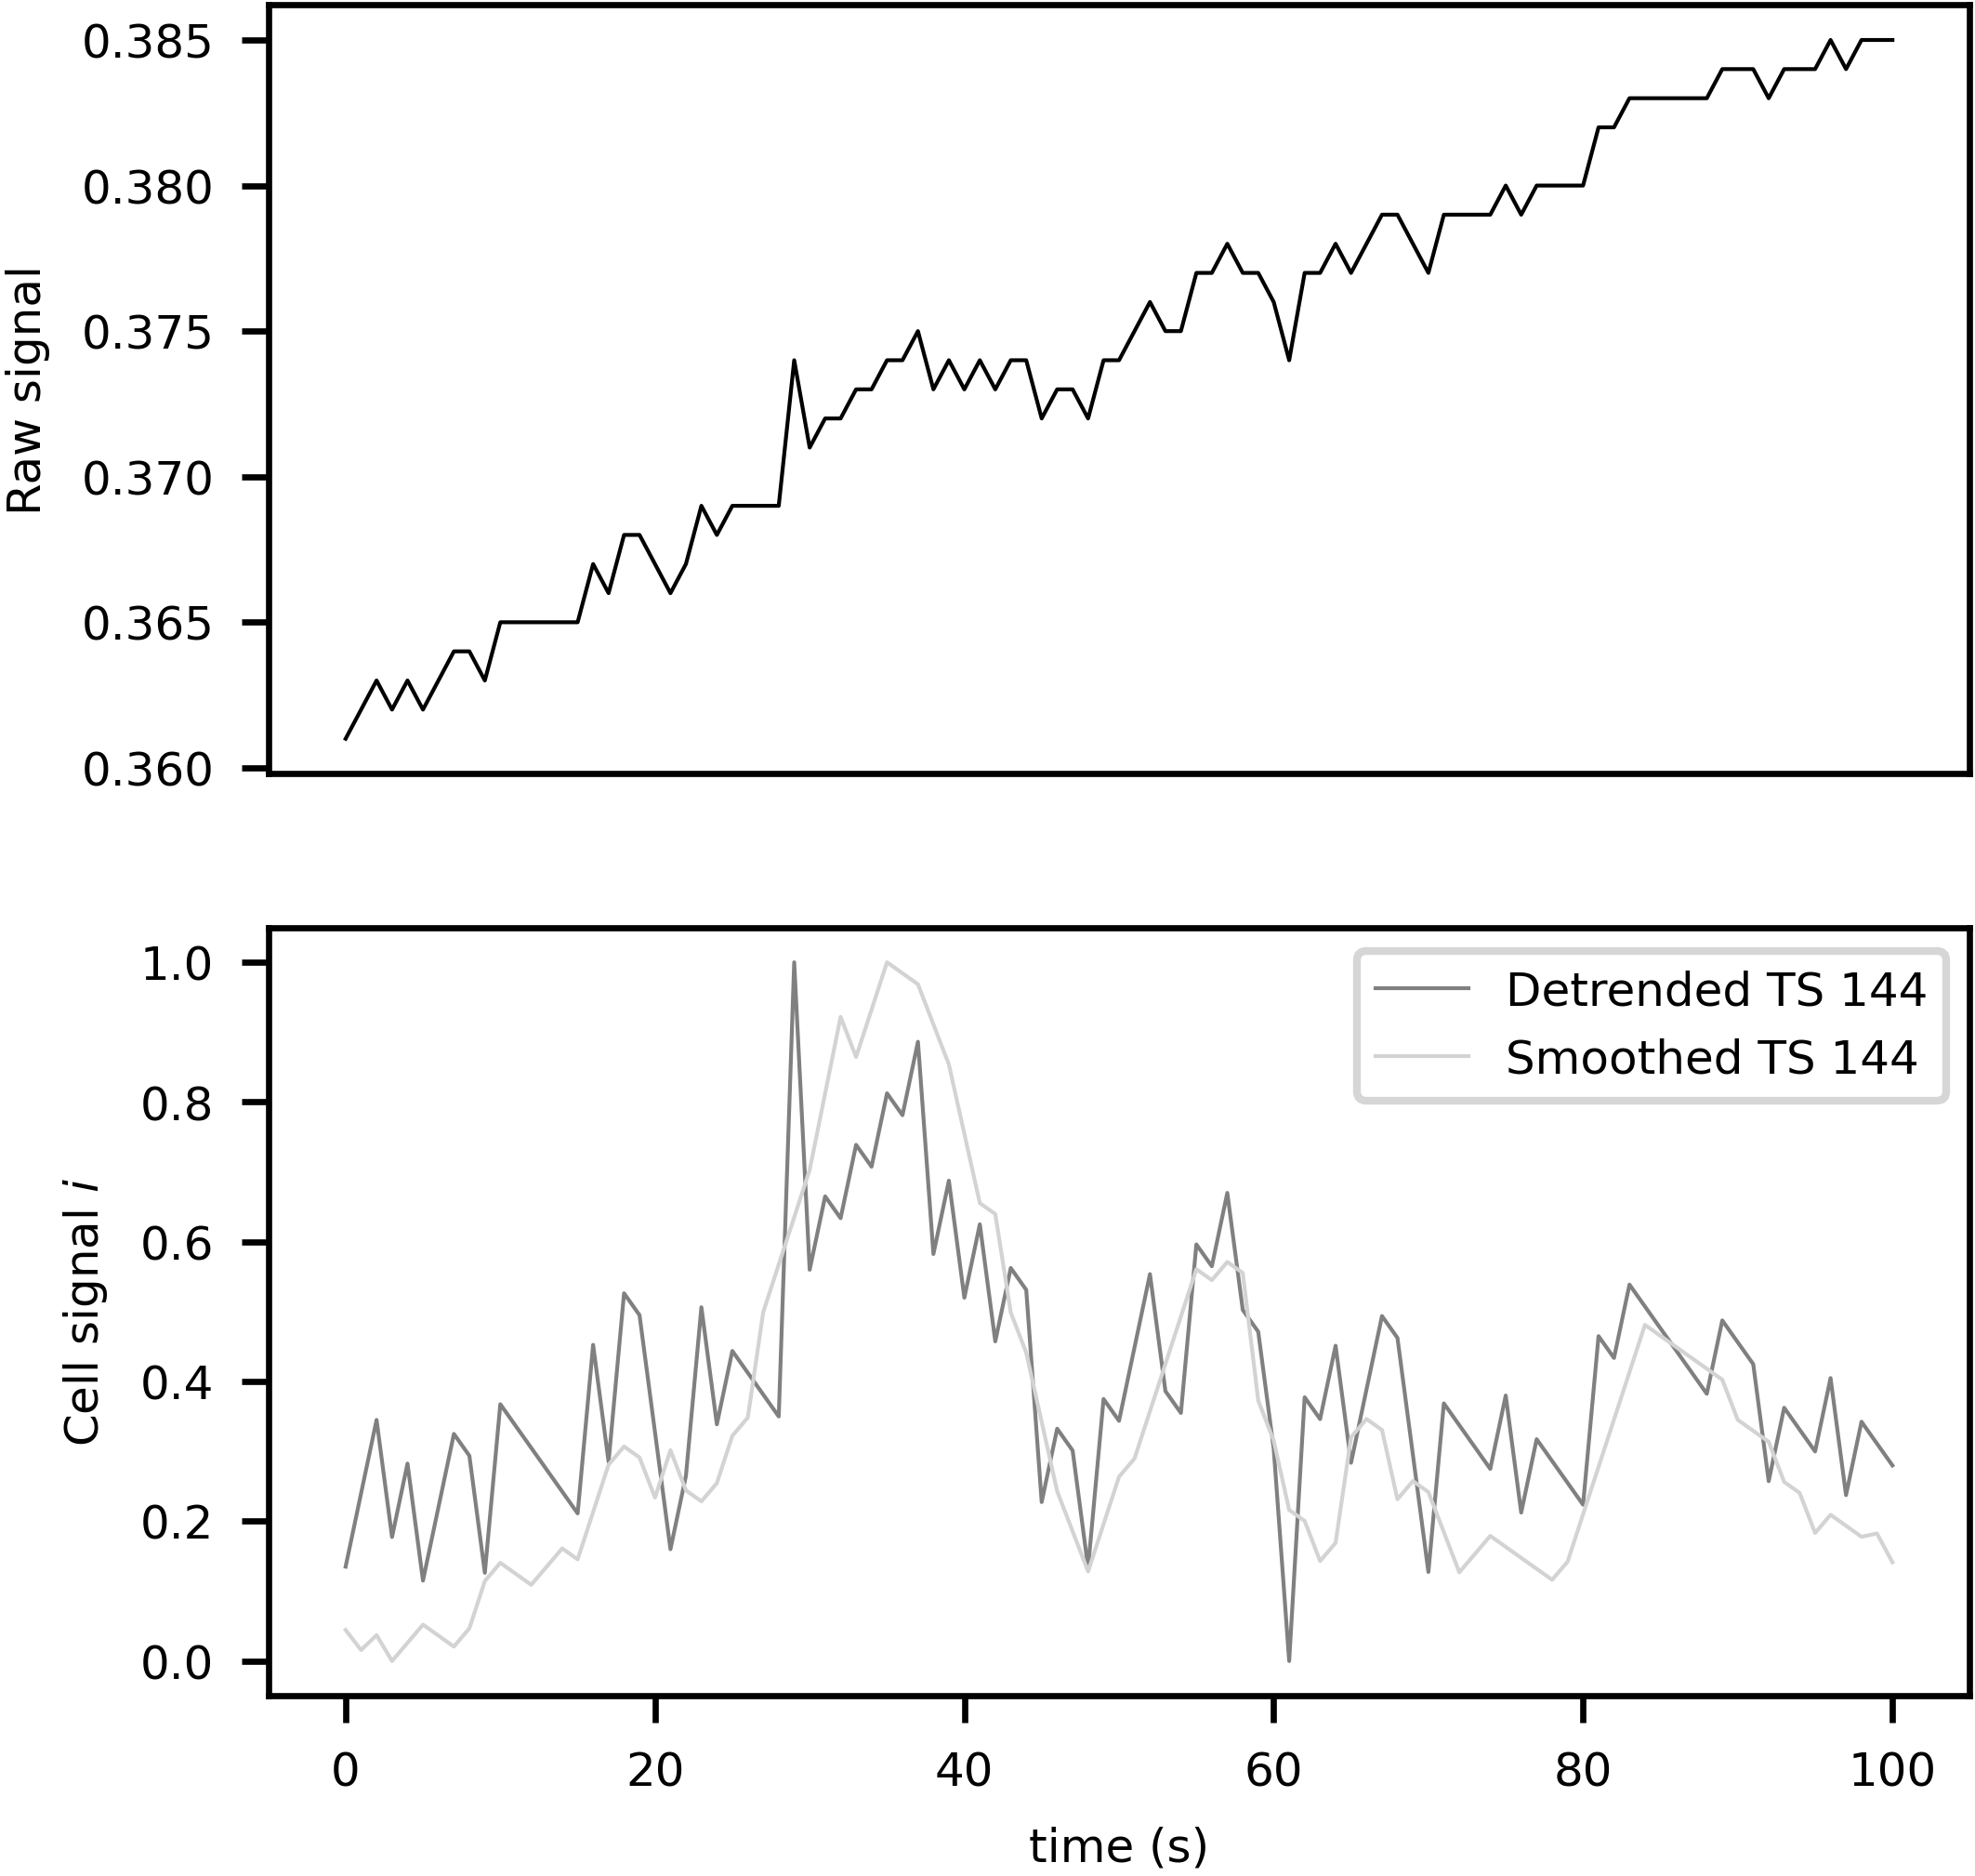 0.385
0.380
0.375
0.370
0.365
0.360
Raw signal
1.0
0.8
0.6
0.4
0.2
0.0
Cell signal i
Detrended TS 144
Smoothed TS 144
0 20 40 60 80 100
time (s)